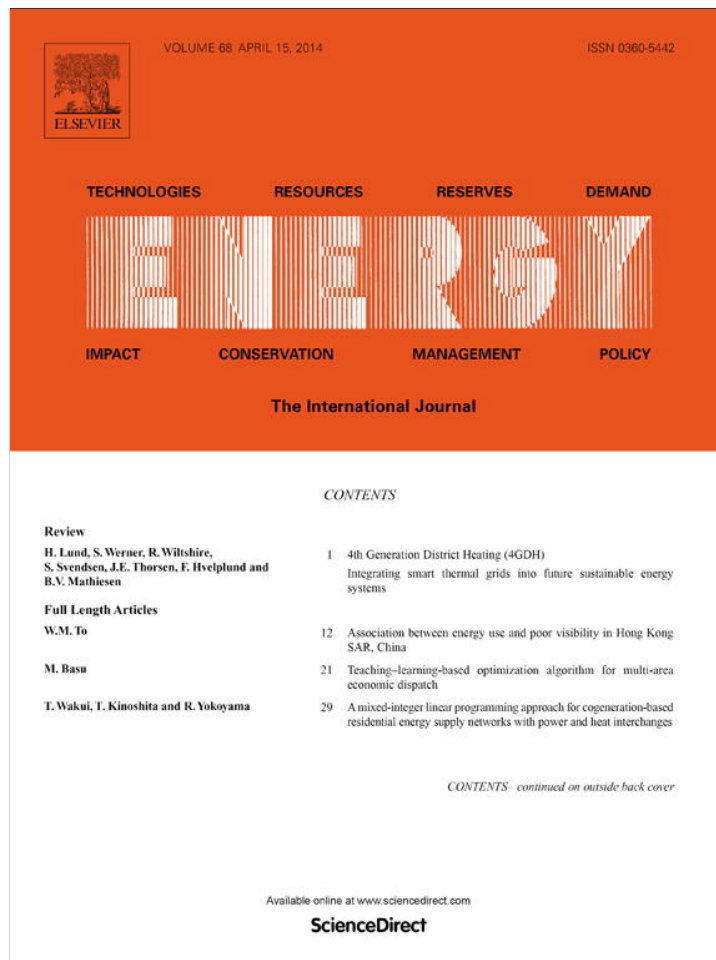 VOLUME 68 APRIL 15, 2014
ISSN 0360-5442
ELSEVIER
TECHNOLOGIES RESOURCES RESERVES DEMAND
ENERGY
IMPACT CONSERVATION MANAGEMENT POLICY
The International Journal
CONTENTS
Review
H. Lund, S. Werner, R. Wiltshire,
S. Svendsen, J.E. Thorsen, F. Hvelplund and
B.V. Mathiesen
1 4th Generation District Heating (4GDH)
Integrating smart thermal grids into future sustainable energy
systems
Full Length Articles
W.M. To
12 Association between energy use and poor visibility in Hong Kong
SAR, China
M. Basu
21 Teaching–learning-based optimization algorithm for multi-area
economic dispatch
T. Wakui, T. Kinoshita and R. Yokoyama
29 A mixed-integer linear programming approach for cogeneration-based
residential energy supply networks with power and heat interchanges
CONTENTS– continued on outside back cover
Available online at www.sciencedirect.com
ScienceDirect